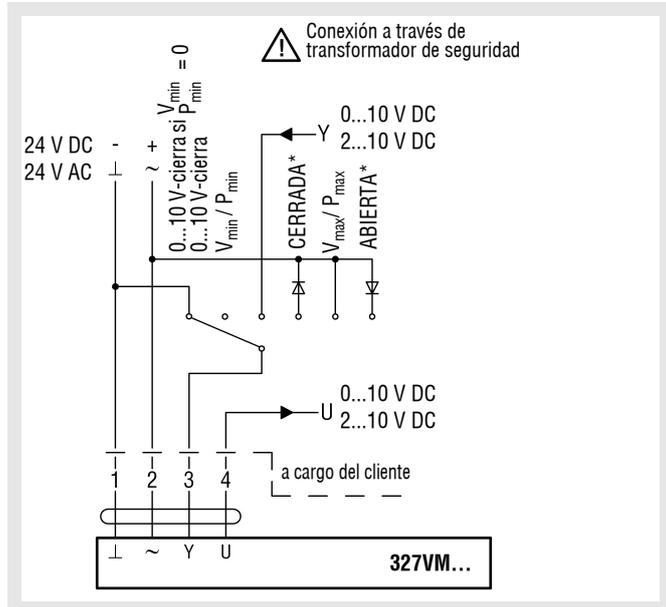 Conexión a través de
transformador de seguridad
24 V DC - +
24 V AC ⊥ ~
0...10 V-cierra si Vmin = 0
0...10 V-cierra Pmin
Vmin / Pmin
Y
0...10 V DC
2...10 V DC
CERRADA*
Vmax/ Pmax
ABIERTA*
U
0...10 V DC
2...10 V DC
1 2 3 4
a cargo del cliente
⊥ ~ Y U
327VM...